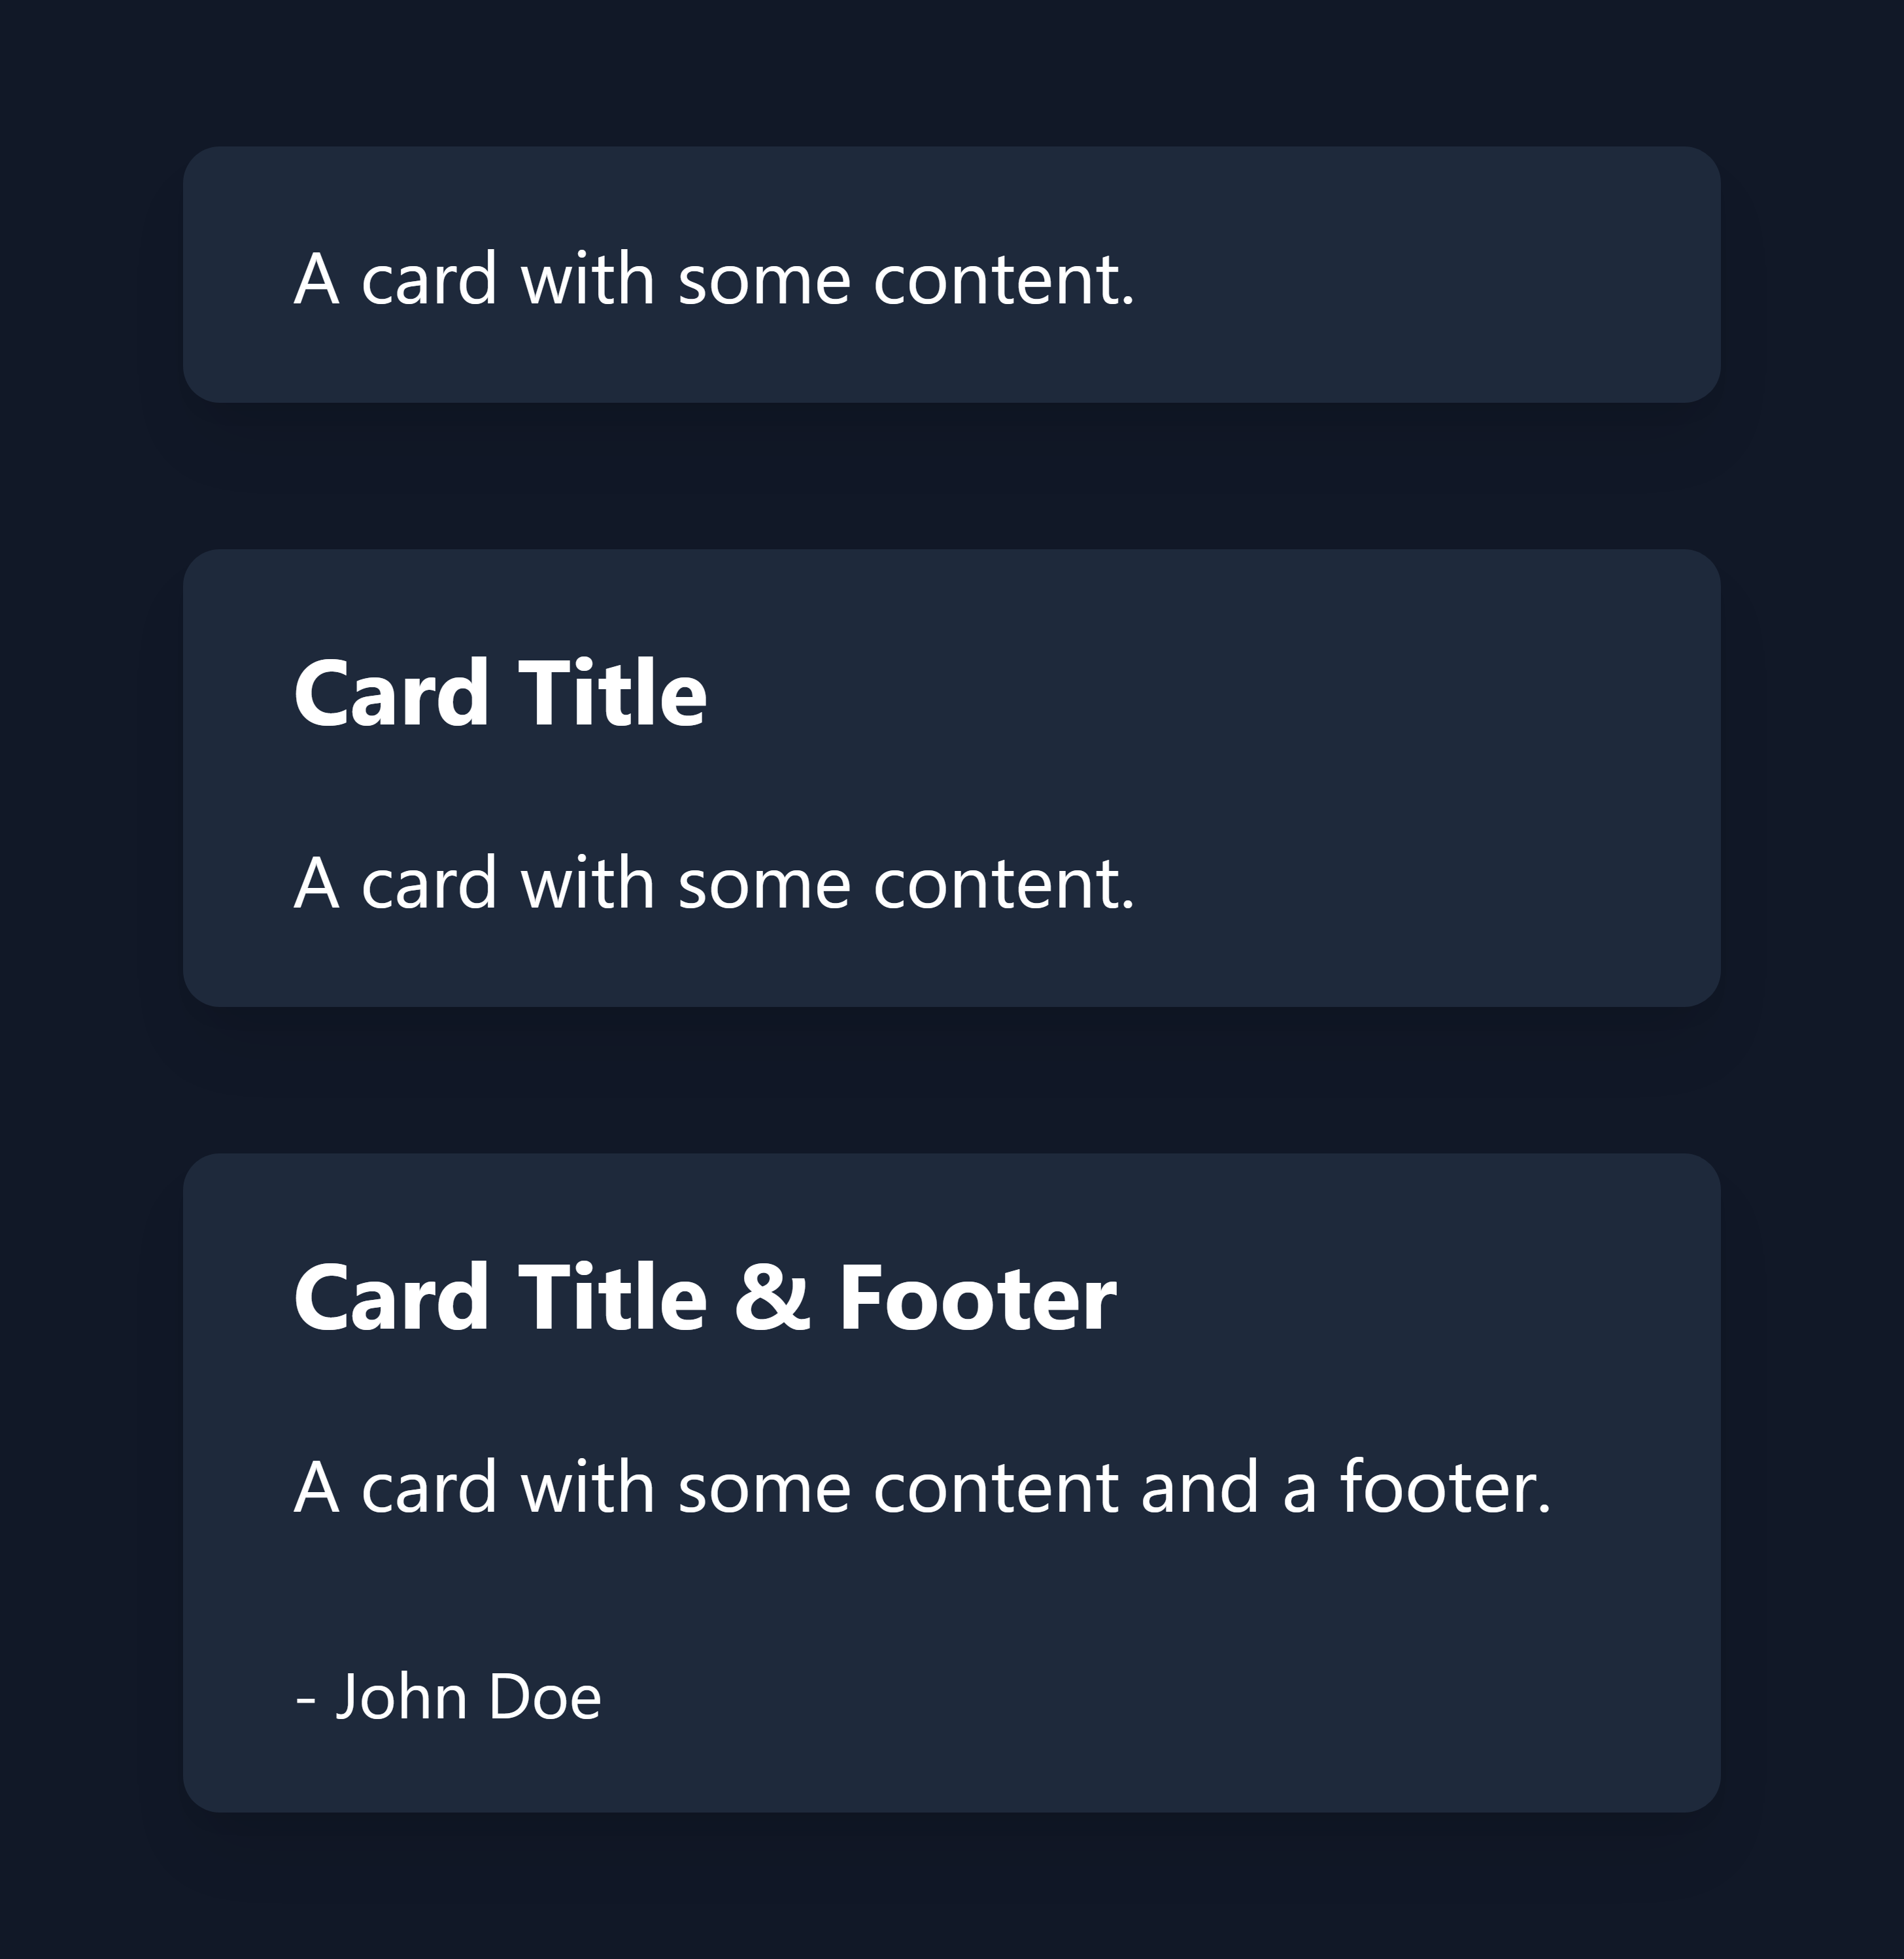 A card with some content.
Card Title
A card with some content.
Card Title & Footer
A card with some content and a footer.
- John Doe